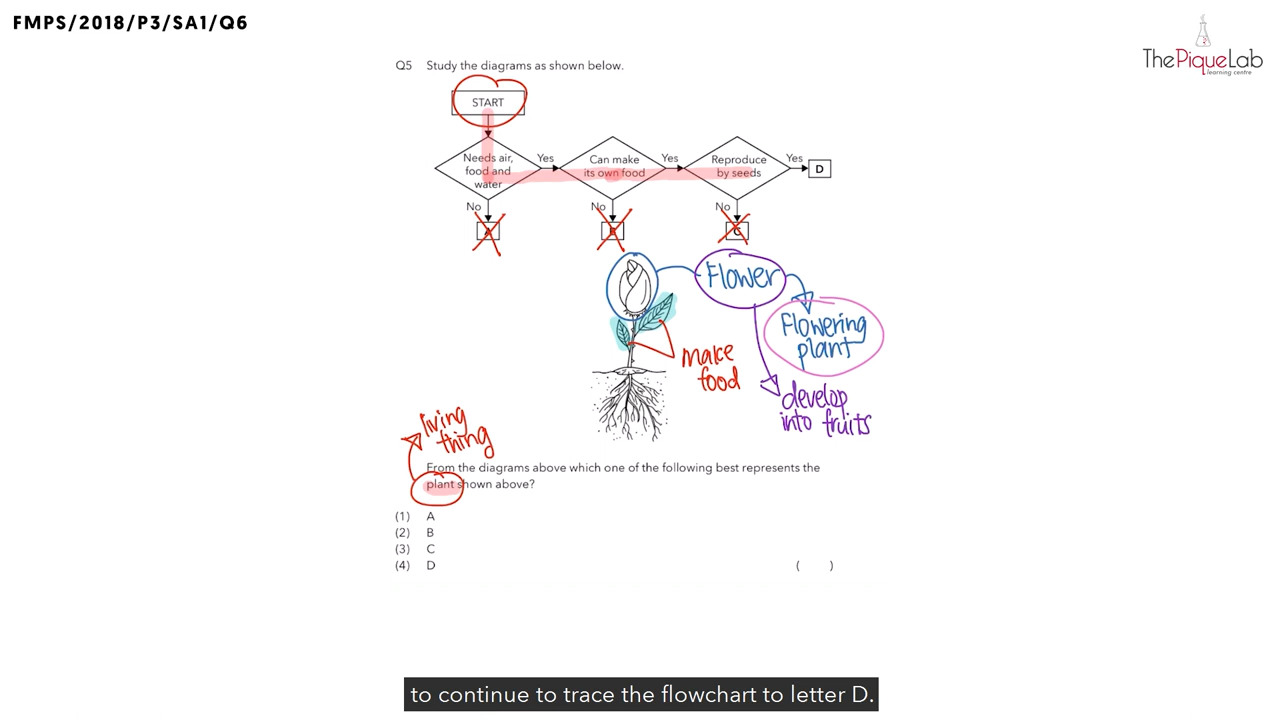 FMPS/2018/P3/SA1/Q6
ThePiqueLab
learning centre
Q5 Study the diagrams as shown below.
START
Needs air,
food and
water
Yes
Can make
its own food
Yes
Reproduce
by seeds
Yes
D
No
No
No
A
B
C
Flower
Flowering
plant
make
food
develop
into fruits
living
thing
From the diagrams above which one of the following best represents the
plant shown above?
(1) A
(2) B
(3) C
(4) D
( )
to continue to trace the flowchart to letter D.